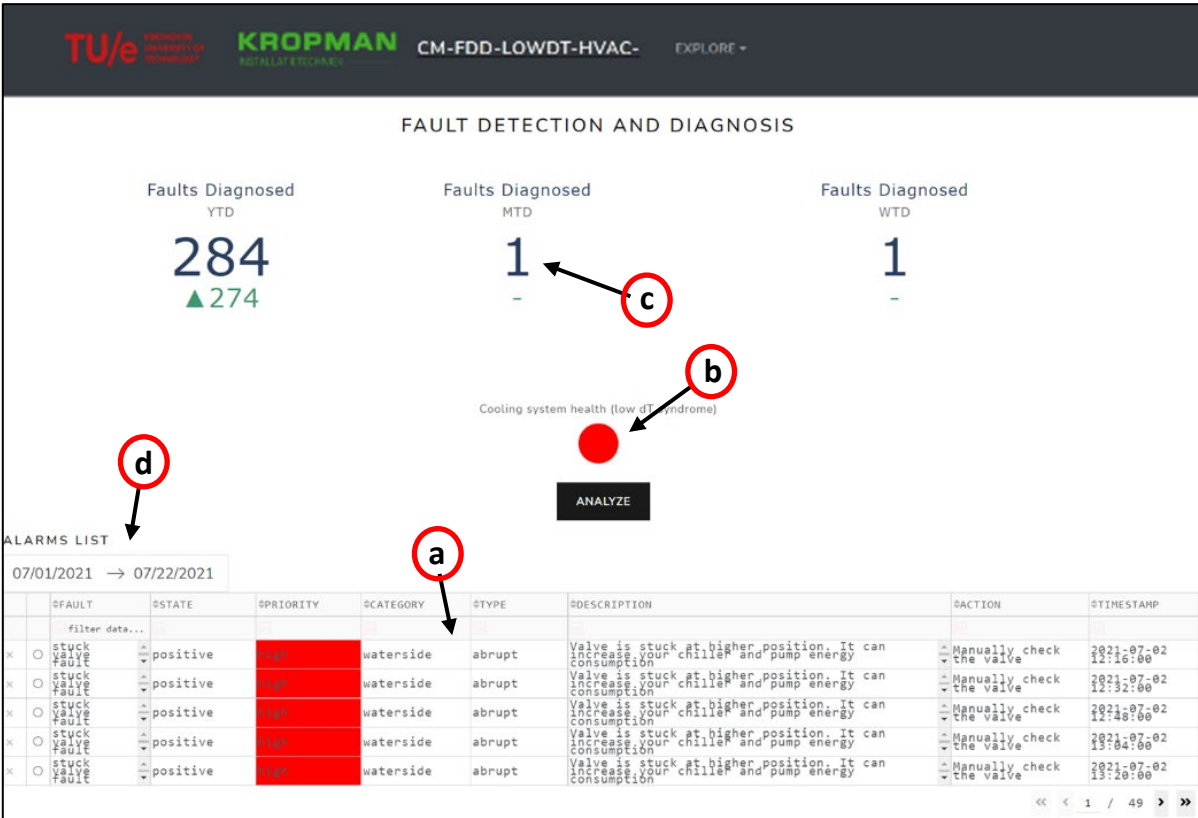 TU/e EINDHOVEN UNIVERSITY OF TECHNOLOGY
KROPMAN
INSTALLATIETECHNIEK
CM-FDD-LOWDT-HVAC-
EXPLORE
FAULT DETECTION AND DIAGNOSIS
Faults Diagnosed
YTD
284
▲274
Faults Diagnosed
MTD
1
-
Faults Diagnosed
WTD
1
-
c
b
Cooling system health (low dT syndrome)
ANALYZE
d
a
ALARMS LIST
07/01/2021 → 07/22/2021
FAULT STATE PRIORITY CATEGORY TYPE DESCRIPTION ACTION TIMESTAMP
filter data...
stuck valve fault positive high waterside abrupt Valve is stuck at higher position. It can increase your chiller and pump energy consumption Manually check the valve 2021-07-02 12:16:00
stuck valve fault positive high waterside abrupt Valve is stuck at higher position. It can increase your chiller and pump energy consumption Manually check the valve 2021-07-02 12:32:00
stuck valve fault positive high waterside abrupt Valve is stuck at higher position. It can increase your chiller and pump energy consumption Manually check the valve 2021-07-02 12:48:00
stuck valve fault positive high waterside abrupt Valve is stuck at higher position. It can increase your chiller and pump energy consumption Manually check the valve 2021-07-02 13:04:00
stuck valve fault positive high waterside abrupt Valve is stuck at higher position. It can increase your chiller and pump energy consumption Manually check the valve 2021-07-02 13:20:00
« < 1 / 49 > »